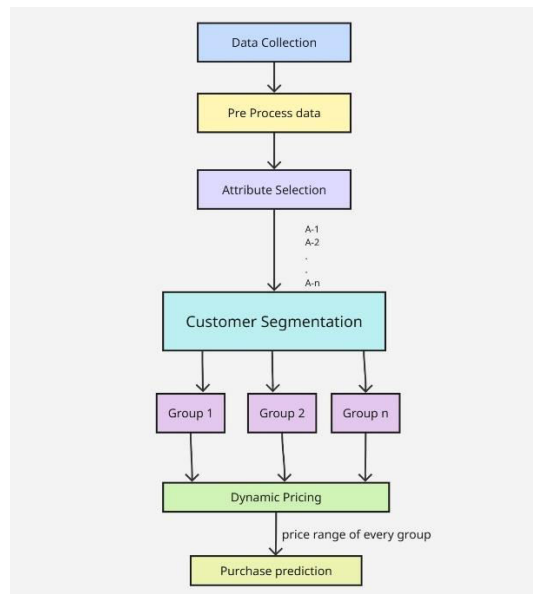 Data Collection
Pre Process data
Attribute Selection
A-1
A-2
.
.
A-n
Customer Segmentation
Group 1
Group 2
Group n
Dynamic Pricing
price range of every group
Purchase prediction